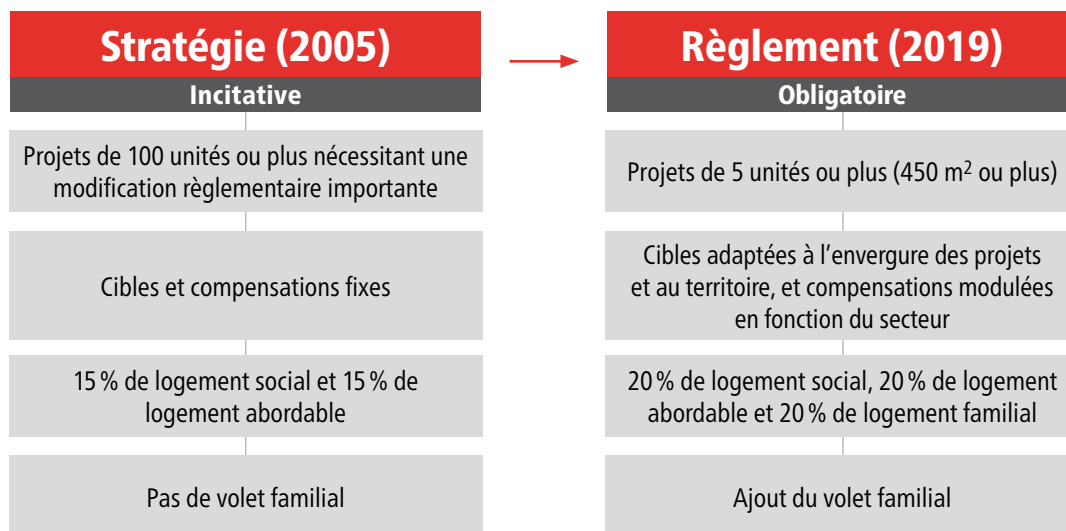 Stratégie (2005)
Incitative
Projets de 100 unités ou plus nécessitant une
modification règlementaire importante
Cibles et compensations fixes
15 % de logement social et 15 % de
logement abordable
Pas de volet familial
Règlement (2019)
Obligatoire
Projets de 5 unités ou plus (450 m² ou plus)
Cibles adaptées à l’envergure des projets
et au territoire, et compensations modulées
en fonction du secteur
20 % de logement social, 20 % de logement
abordable et 20 % de logement familial
Ajout du volet familial